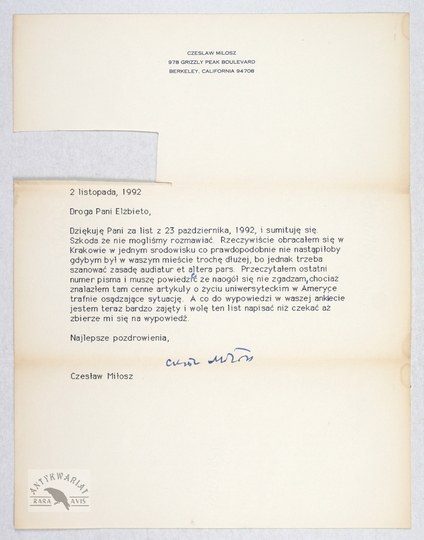 CZESLAW MILOSZ
978 GRIZZLY PEAK BOULEVARD
BERKELEY, CALIFORNIA 94708
2 listopada, 1992
Droga Pani Elżbieto,
Dziękuję Pani za list z 23 października, 1992, i sumituję się.
Szkoda że nie mogliśmy rozmawiać. Rzeczywiście obracałem się w
Krakowie w jednym srodowisku co prawdopodobnie nie nastąpiłoby
gdybym był w waszym mieście trochę dłużej, bo jednak trzeba
szanować zasadę audiatur et altera pars. Przeczytałem ostatni
numer pisma i muszę powiedzieć że naogół się nie zgadzam, chociaż
znalazłem tam cenne artykuły o życiu uniwersyteckim w Ameryce
trafnie osądzające sytuację. A co do wypowiedzi w waszej ankiecie
jestem teraz bardzo zajęty i wolę ten list napisać niż czekać aż
zbierze mi się na wypowiedź.
Najlepsze pozdrowienia,
Czesław Miłosz
Czesław Miłosz
ANTYKWARIAT
RARA AVIS